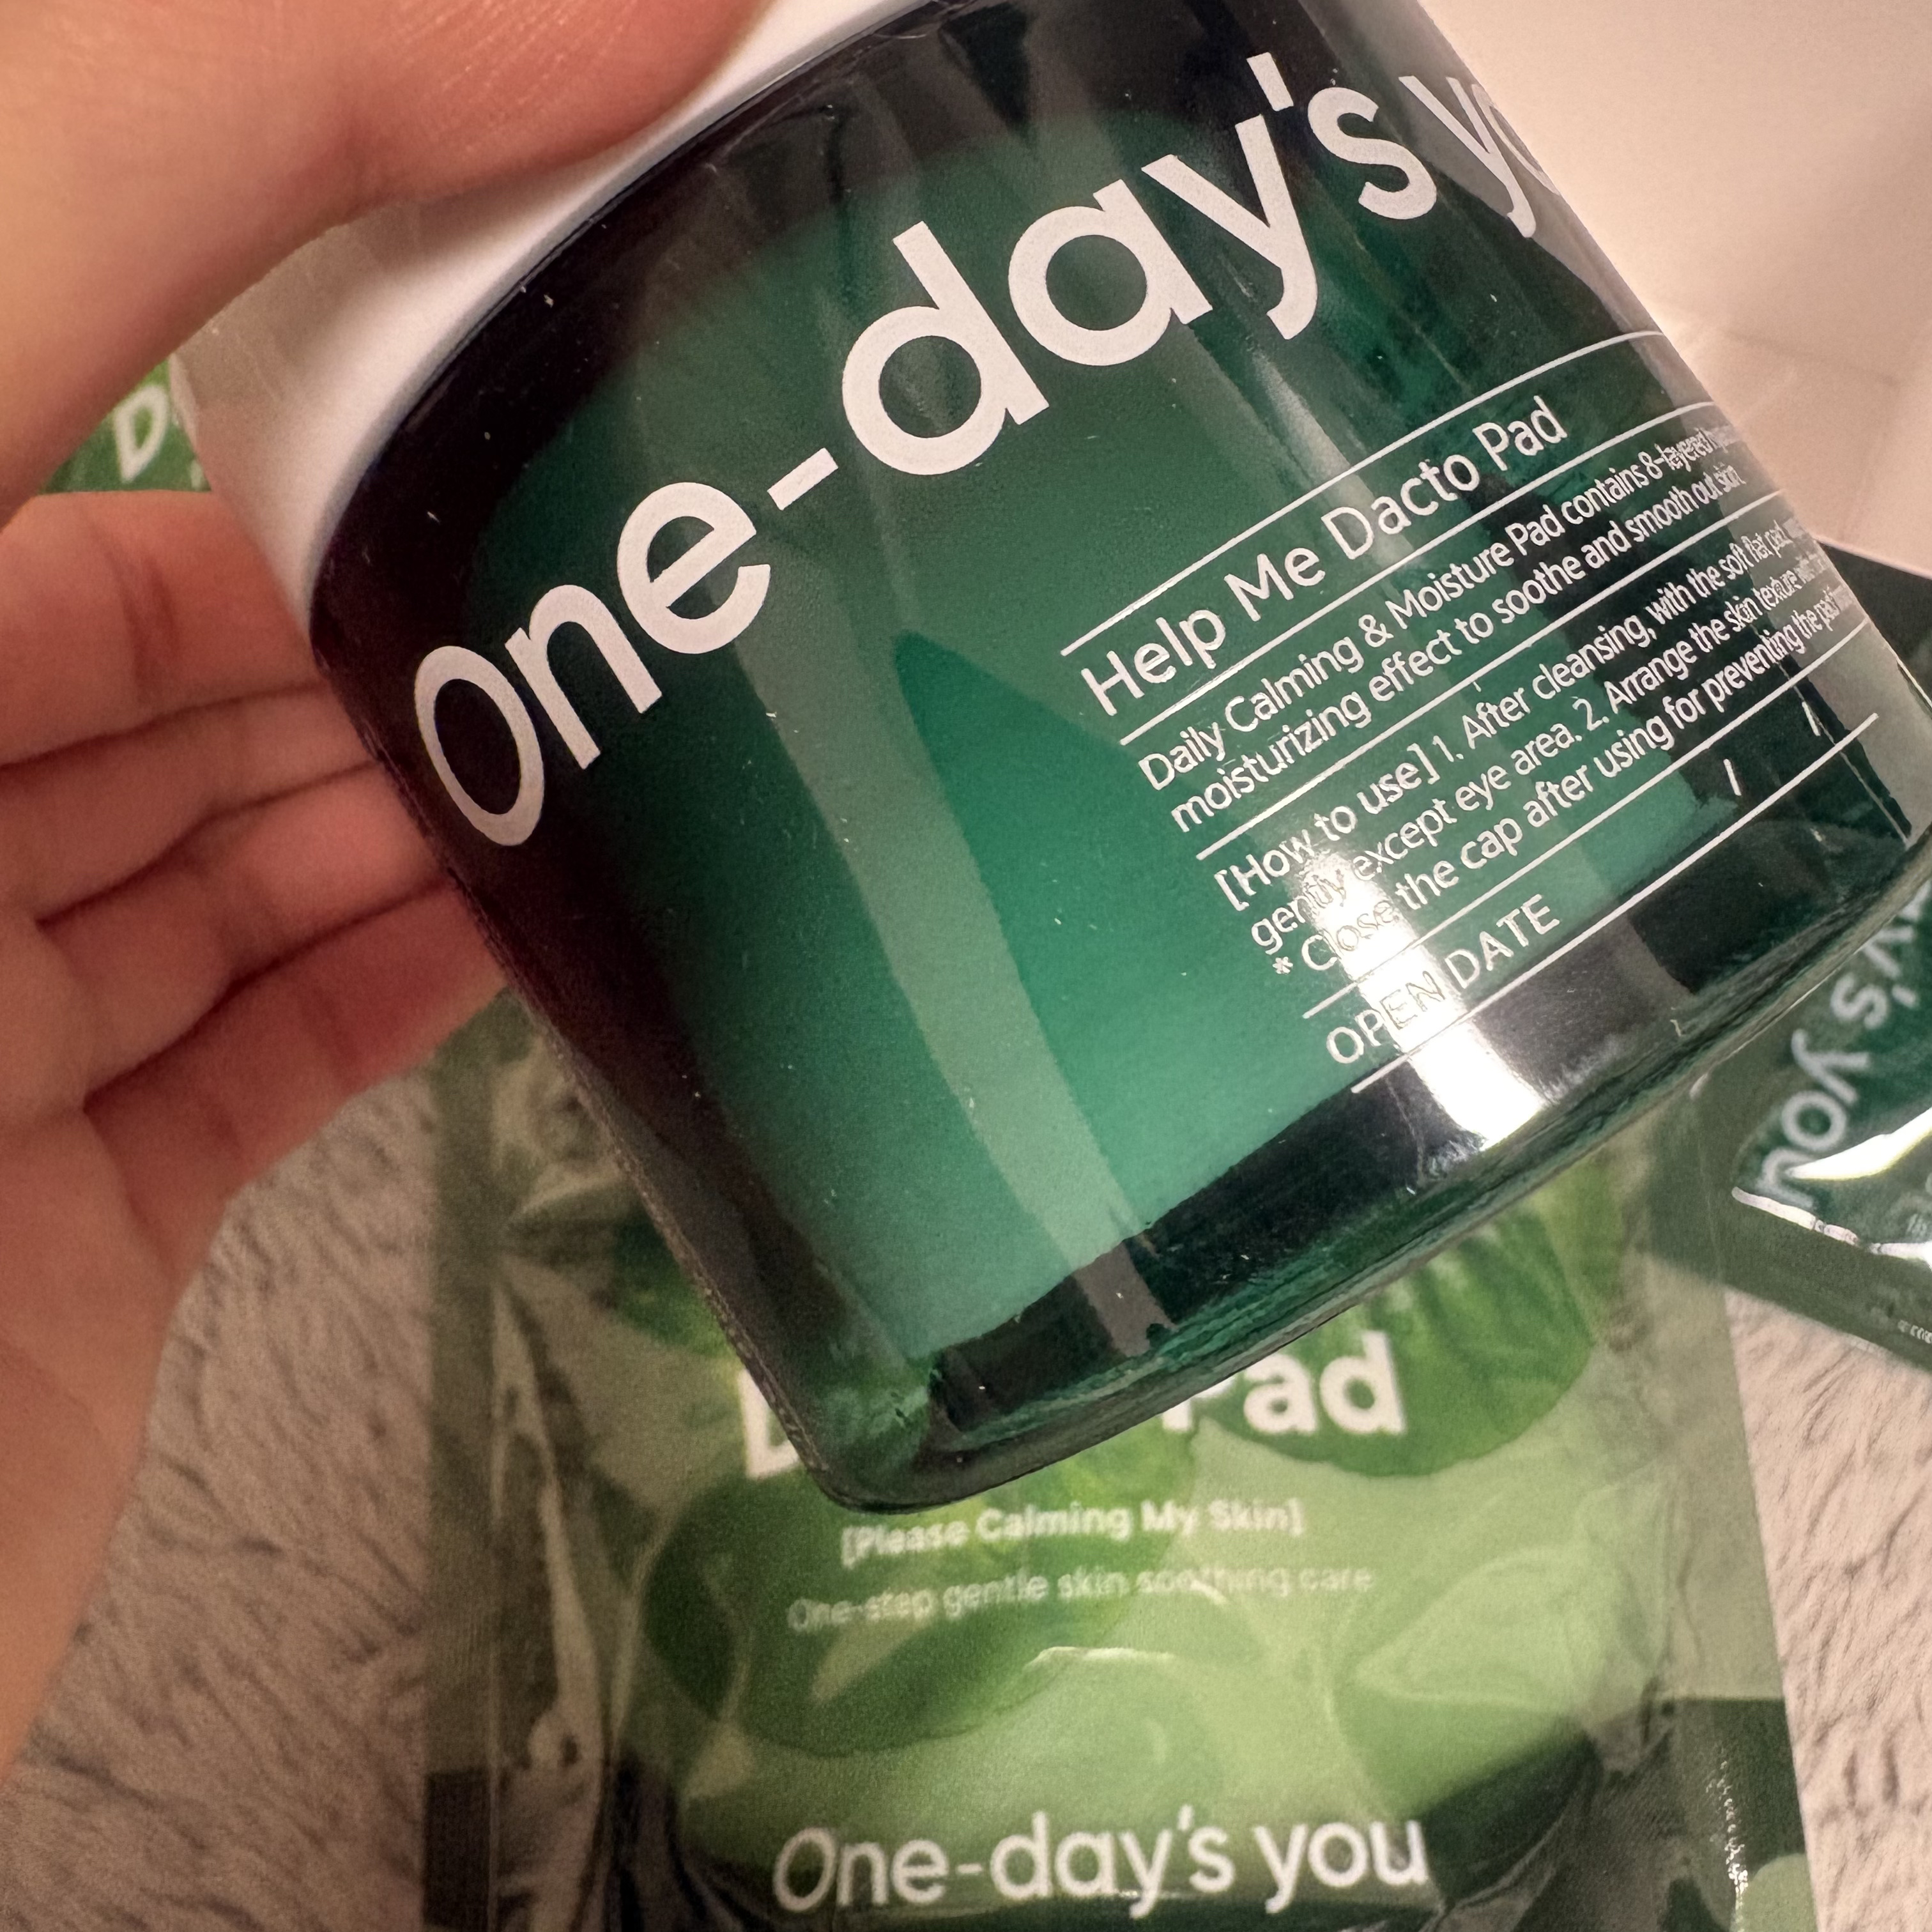 One-day's
Help Me Dacto Pad
Daily Calming & Moisture Pad contains 8-layered
moisturizing effect to soothe and smooth out skin.
[How to use] 1. After cleansing, with the soft flat pad,
gently except eye area. 2. Arrange the skin texture with
* Close the cap after using for preventing the pad
OPEN DATE / /
Pad
[Please Calming My Skin]
One-step gentle skin soothing care
One-day's you
y's you